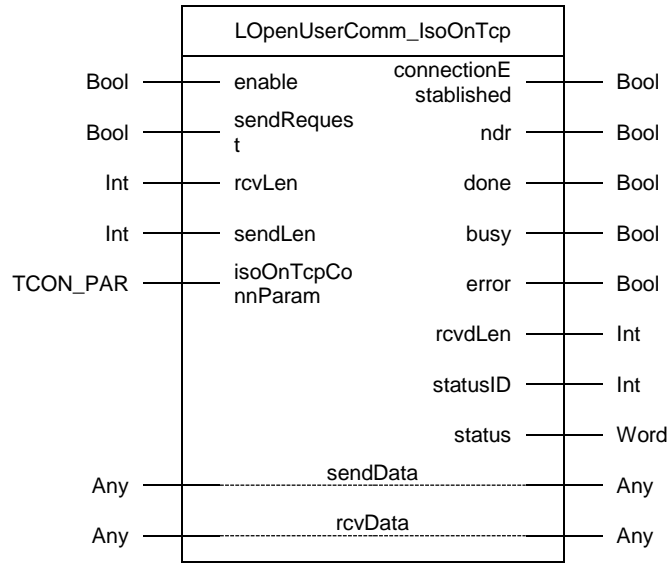 LOpenUserComm_IsoOnTcp
Bool enable connectionE
stablished Bool
Bool sendReques
t ndr Bool
Int rcvLen done Bool
Int sendLen busy Bool
TCON_PAR isoOnTcpCo
nnParam error Bool
rcvdLen Int
statusID Int
status Word
Any sendData Any
Any rcvData Any